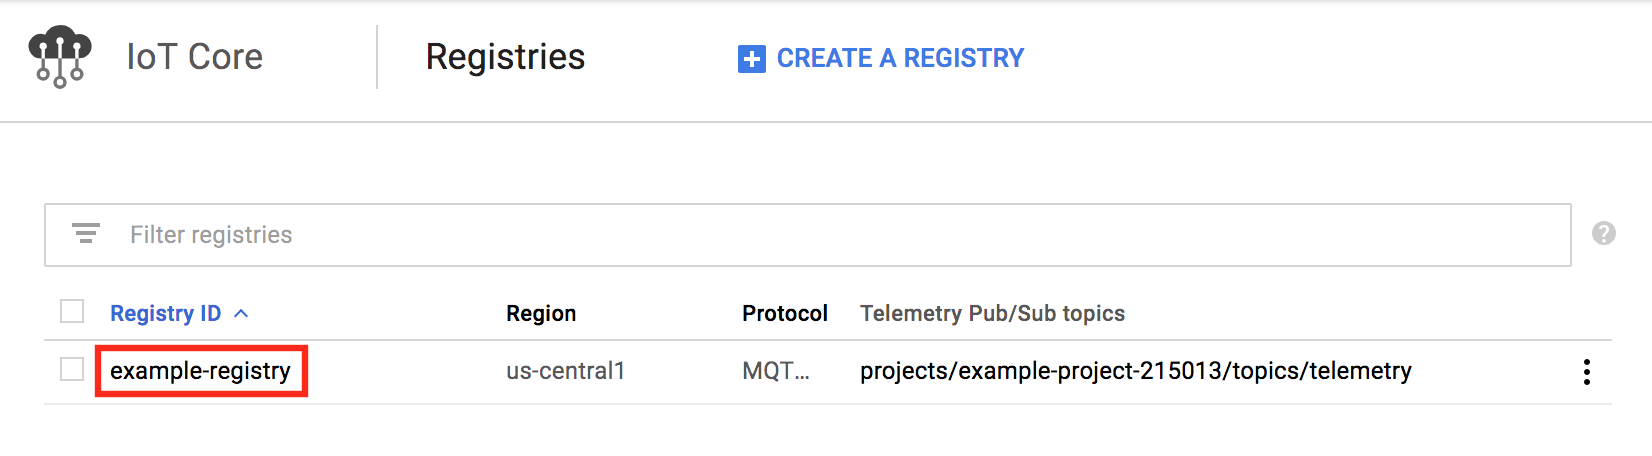 IoT Core Registries CREATE A REGISTRY
Filter registries
Registry ID Region Protocol Telemetry Pub/Sub topics
example-registry us-central1 MQT... projects/example-project-215013/topics/telemetry